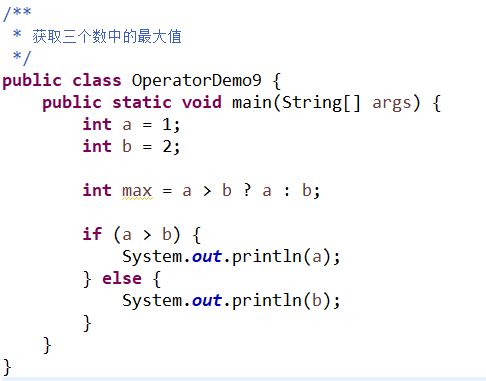 /**
 * 获取三个数中的最大值
 */
public class OperatorDemo9 {
    public static void main(String[] args) {
        int a = 1;
        int b = 2;

        int max = a > b ? a : b;

        if (a > b) {
            System.out.println(a);
        } else {
            System.out.println(b);
        }
    }
}